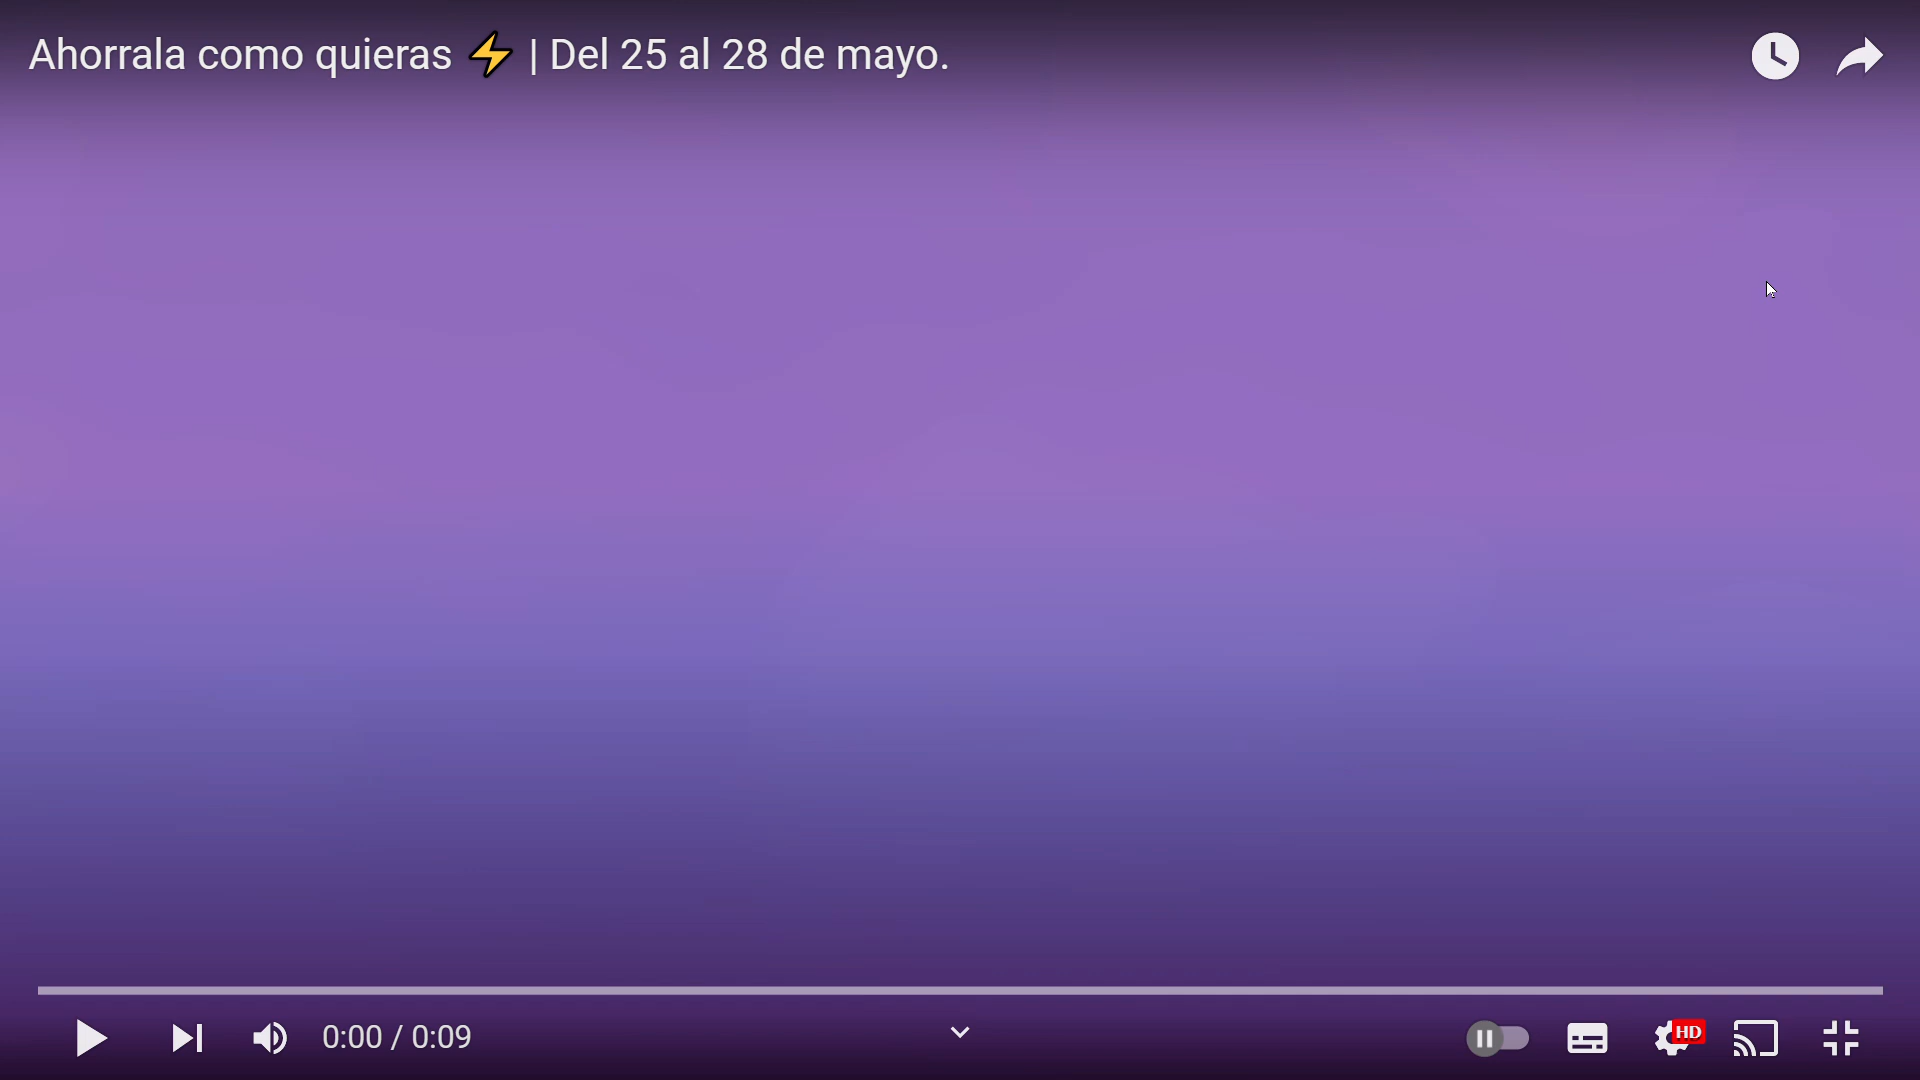 Ahorrala como quieras ⚡ | Del 25 al 28 de mayo.
0:00 / 0:09
HD